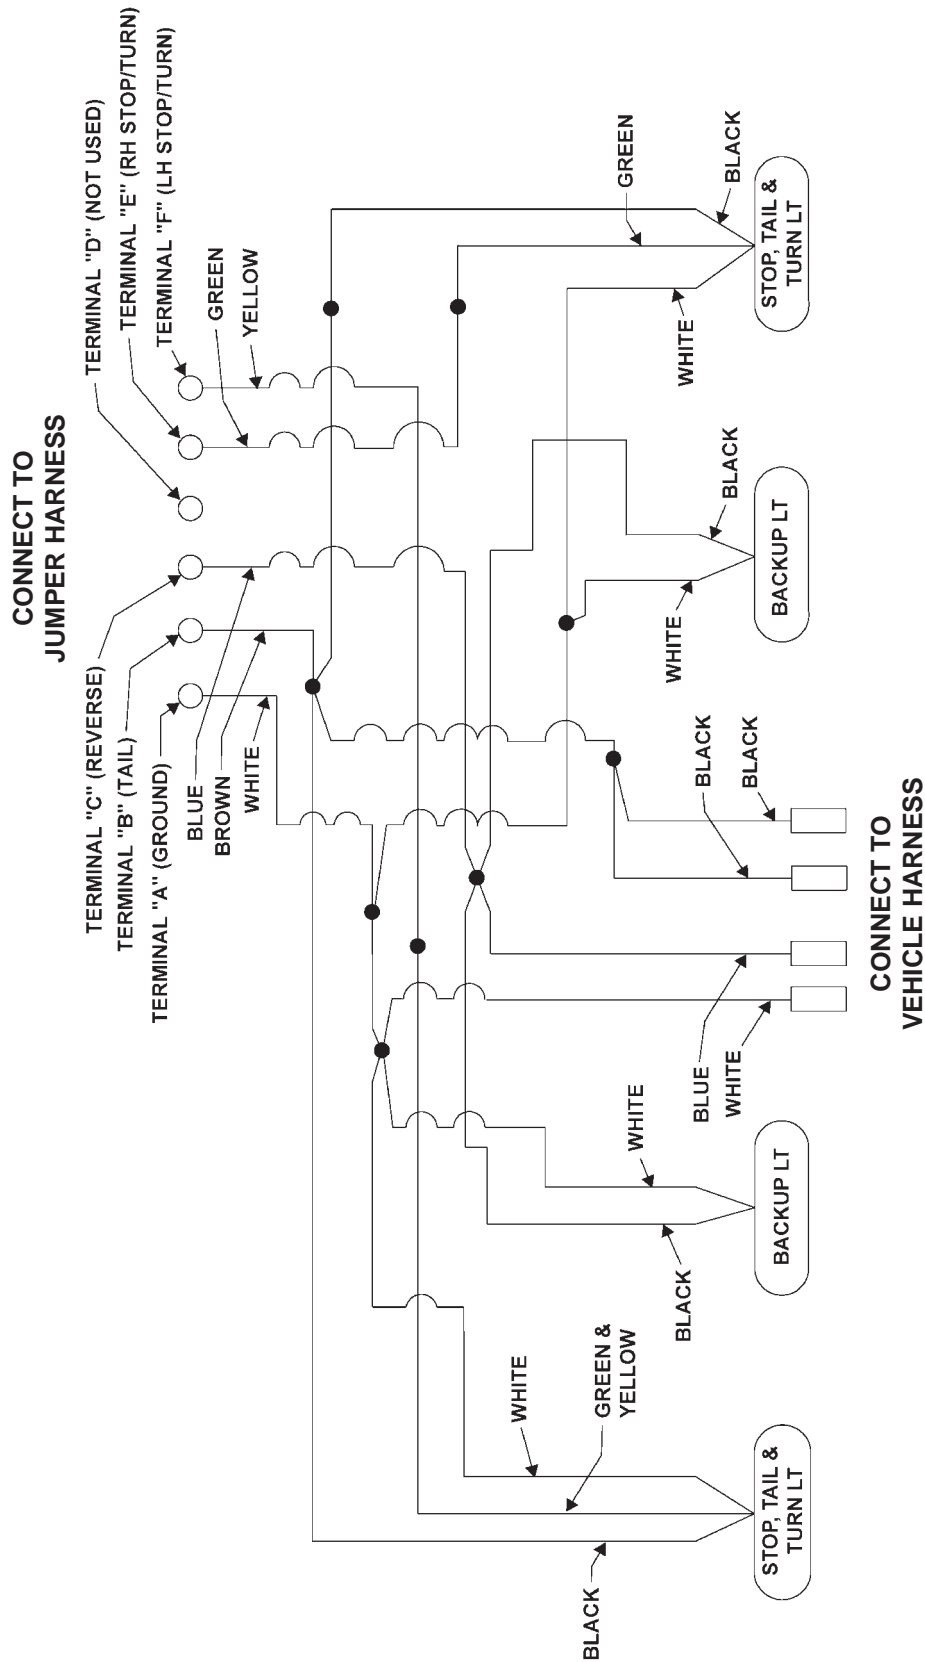 CONNECT TO
JUMPER HARNESS
TERMINAL "C" (REVERSE)
TERMINAL "B" (TAIL)
TERMINAL "A" (GROUND)
TERMINAL "D" (NOT USED)
TERMINAL "E" (RH STOP/TURN)
TERMINAL "F" (LH STOP/TURN)
BLUE
BROWN
WHITE
GREEN
YELLOW
BLACK
WHITE
GREEN &
YELLOW
STOP, TAIL &
TURN LT
BLACK
WHITE
BACKUP LT
BLUE
WHITE
BLACK
BLACK
CONNECT TO
VEHICLE HARNESS
WHITE
BLACK
BACKUP LT
WHITE
GREEN
BLACK
STOP, TAIL &
TURN LT